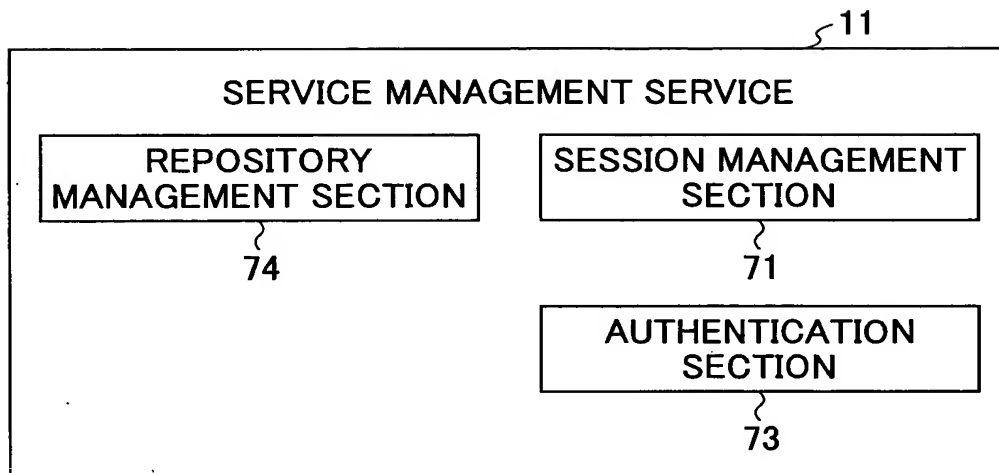 11
SERVICE MANAGEMENT SERVICE
REPOSITORY
MANAGEMENT SECTION
74
SESSION MANAGEMENT
SECTION
71
AUTHENTICATION
SECTION
73